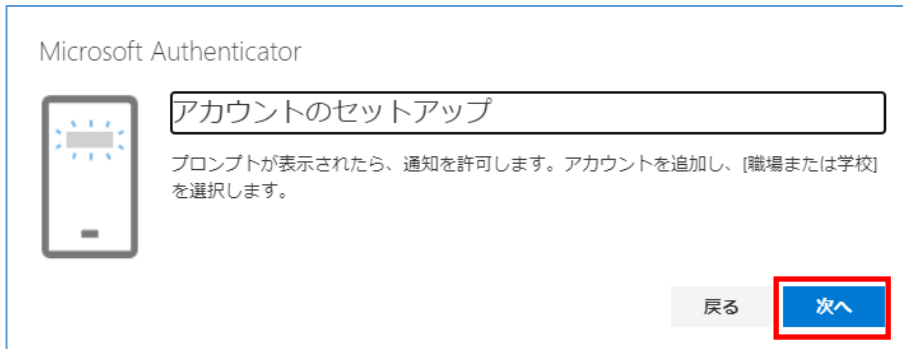 Microsoft Authenticator
アカウントのセットアップ
プロンプトが表示されたら、通知を許可します。アカウントを追加し、[職場または学校]
を選択します。
戻る
次へ